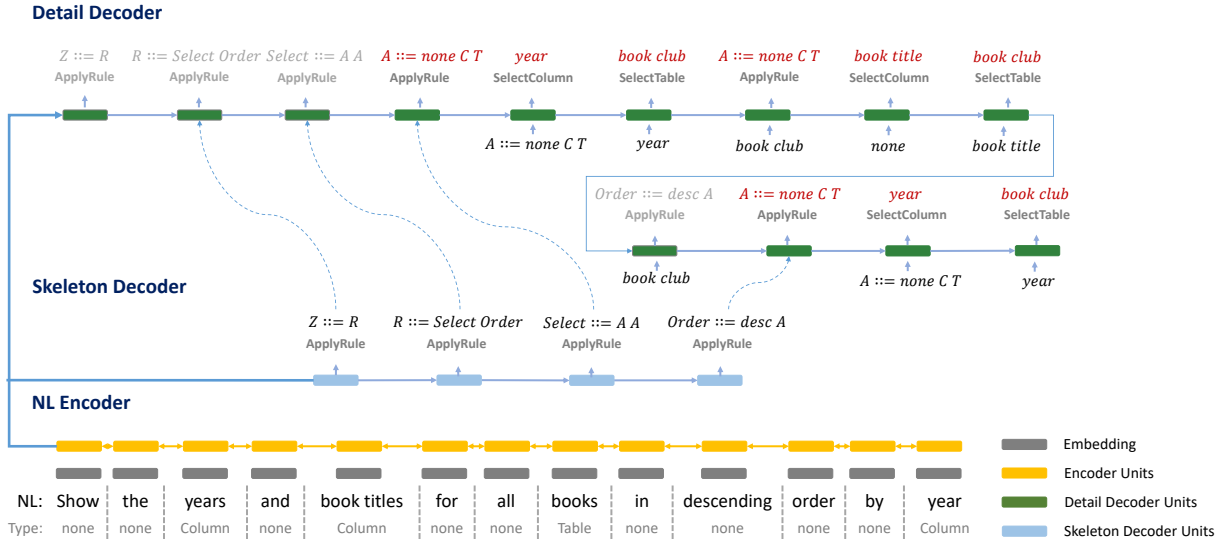 Detail Decoder
Z ::= R R ::= Select Order Select ::= A A A ::= none C T year book club A ::= none C T book title book club
ApplyRule ApplyRule ApplyRule ApplyRule SelectColumn SelectTable ApplyRule SelectColumn SelectTable
A ::= none C T year book club none book title
Order ::= desc A A ::= none C T year book club
ApplyRule ApplyRule SelectColumn SelectTable
book club A ::= none C T year
Skeleton Decoder
Z ::= R R ::= Select Order Select ::= A A Order ::= desc A
ApplyRule ApplyRule ApplyRule ApplyRule
NL Encoder
Embedding
Encoder Units
NL: Show the years and book titles for all books in descending order by year
Detail Decoder Units
Type: none none Column none Column none none Table none none none none Column
Skeleton Decoder Units